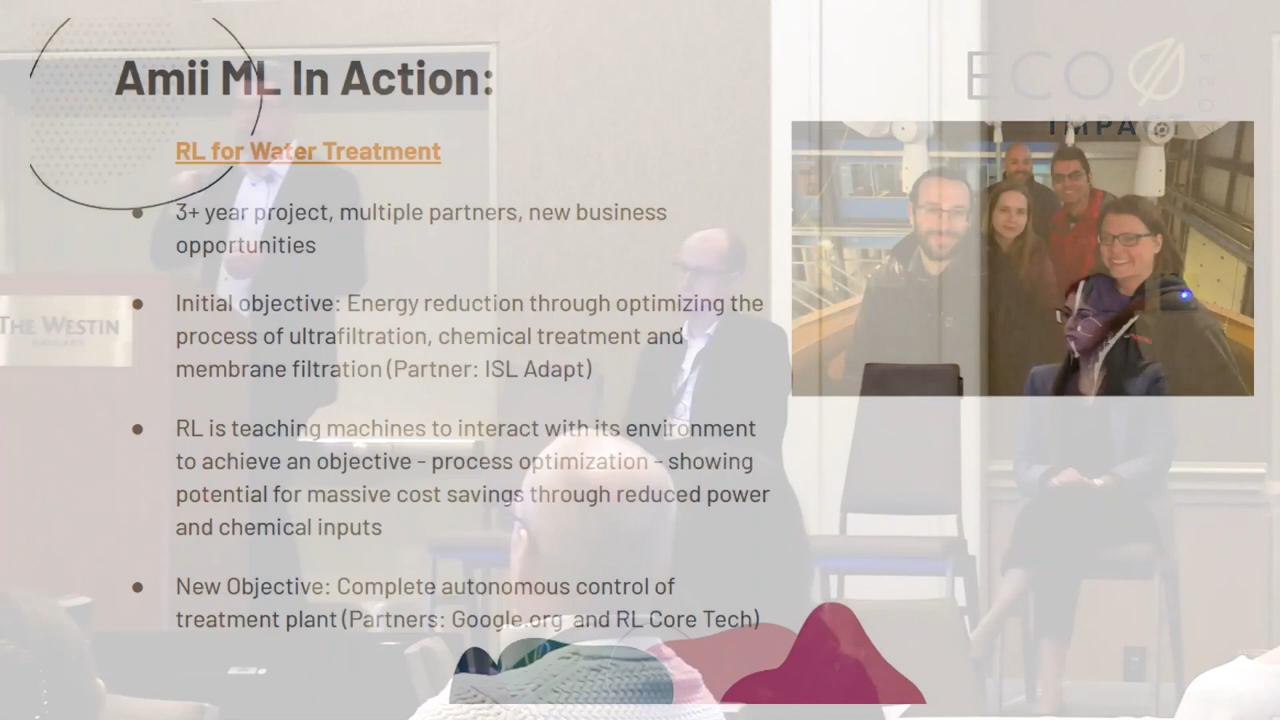 Amii ML In Action:
ECO
IMPACT
RL for Water Treatment
● 3+ year project, multiple partners, new business
opportunities
● Initial objective: Energy reduction through optimizing the
process of ultrafiltration, chemical treatment and
membrane filtration (Partner: ISL Adapt)
THE WESTIN
● RL is teaching machines to interact with its environment
to achieve an objective - process optimization - showing
potential for massive cost savings through reduced power
and chemical inputs
● New Objective: Complete autonomous control of
treatment plant (Partners: Google.org and RL Core Tech)